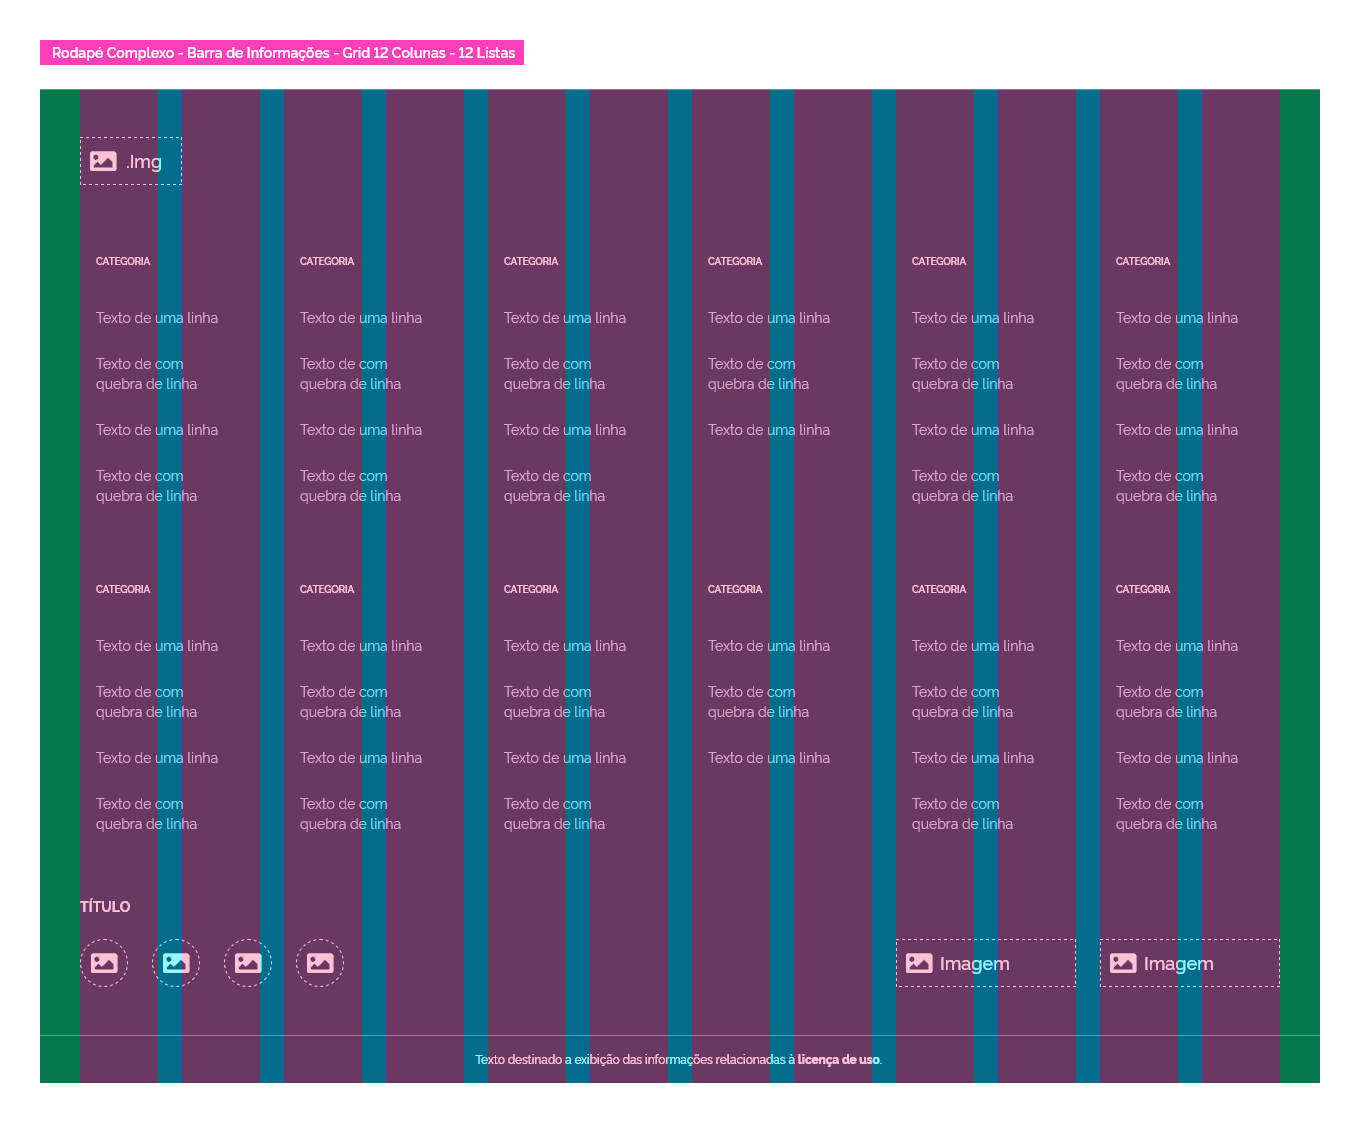 Rodapé Complexo - Barra de Informações - Grid 12 Colunas - 12 Listas
.Img
CATEGORIA CATEGORIA CATEGORIA CATEGORIA CATEGORIA CATEGORIA
Texto de uma linha Texto de uma linha Texto de uma linha Texto de uma linha Texto de uma linha Texto de uma linha
Texto de com Texto de com Texto de com Texto de com Texto de com Texto de com
quebra de linha quebra de linha quebra de linha quebra de linha quebra de linha quebra de linha
Texto de uma linha Texto de uma linha Texto de uma linha Texto de uma linha Texto de uma linha Texto de uma linha
Texto de com Texto de com Texto de com Texto de com Texto de com
quebra de linha quebra de linha quebra de linha quebra de linha quebra de linha
CATEGORIA CATEGORIA CATEGORIA CATEGORIA CATEGORIA CATEGORIA
Texto de uma linha Texto de uma linha Texto de uma linha Texto de uma linha Texto de uma linha Texto de uma linha
Texto de com Texto de com Texto de com Texto de com Texto de com Texto de com
quebra de linha quebra de linha quebra de linha quebra de linha quebra de linha quebra de linha
Texto de uma linha Texto de uma linha Texto de uma linha Texto de uma linha Texto de uma linha Texto de uma linha
Texto de com Texto de com Texto de com Texto de com Texto de com
quebra de linha quebra de linha quebra de linha quebra de linha quebra de linha
TÍTULO
Imagem Imagem
Texto destinado a exibição das informações relacionadas à licença de uso.